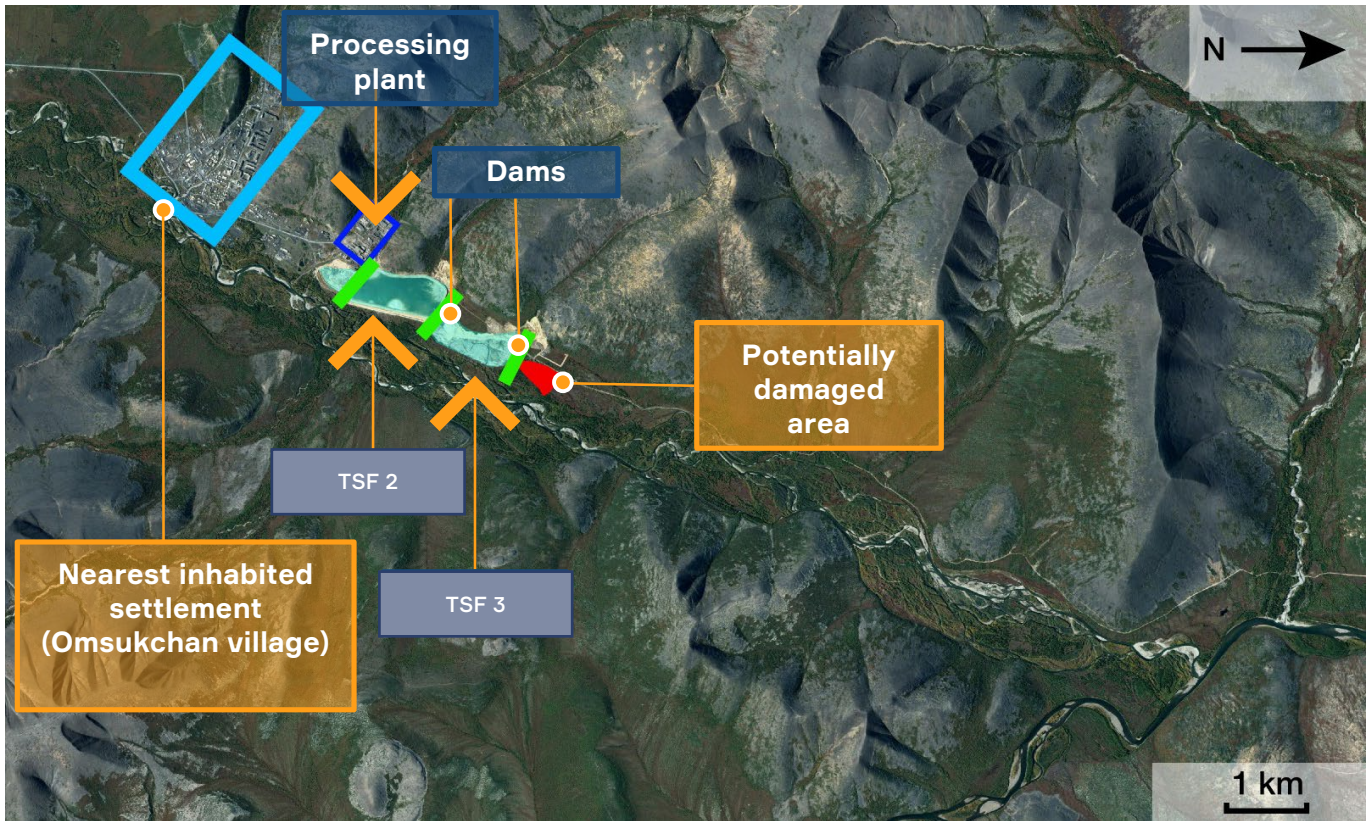 Processing
plant
N
Dams
Potentially
damaged
area
TSF 2
TSF 3
Nearest inhabited
settlement
(Omsukchan village)
1 km